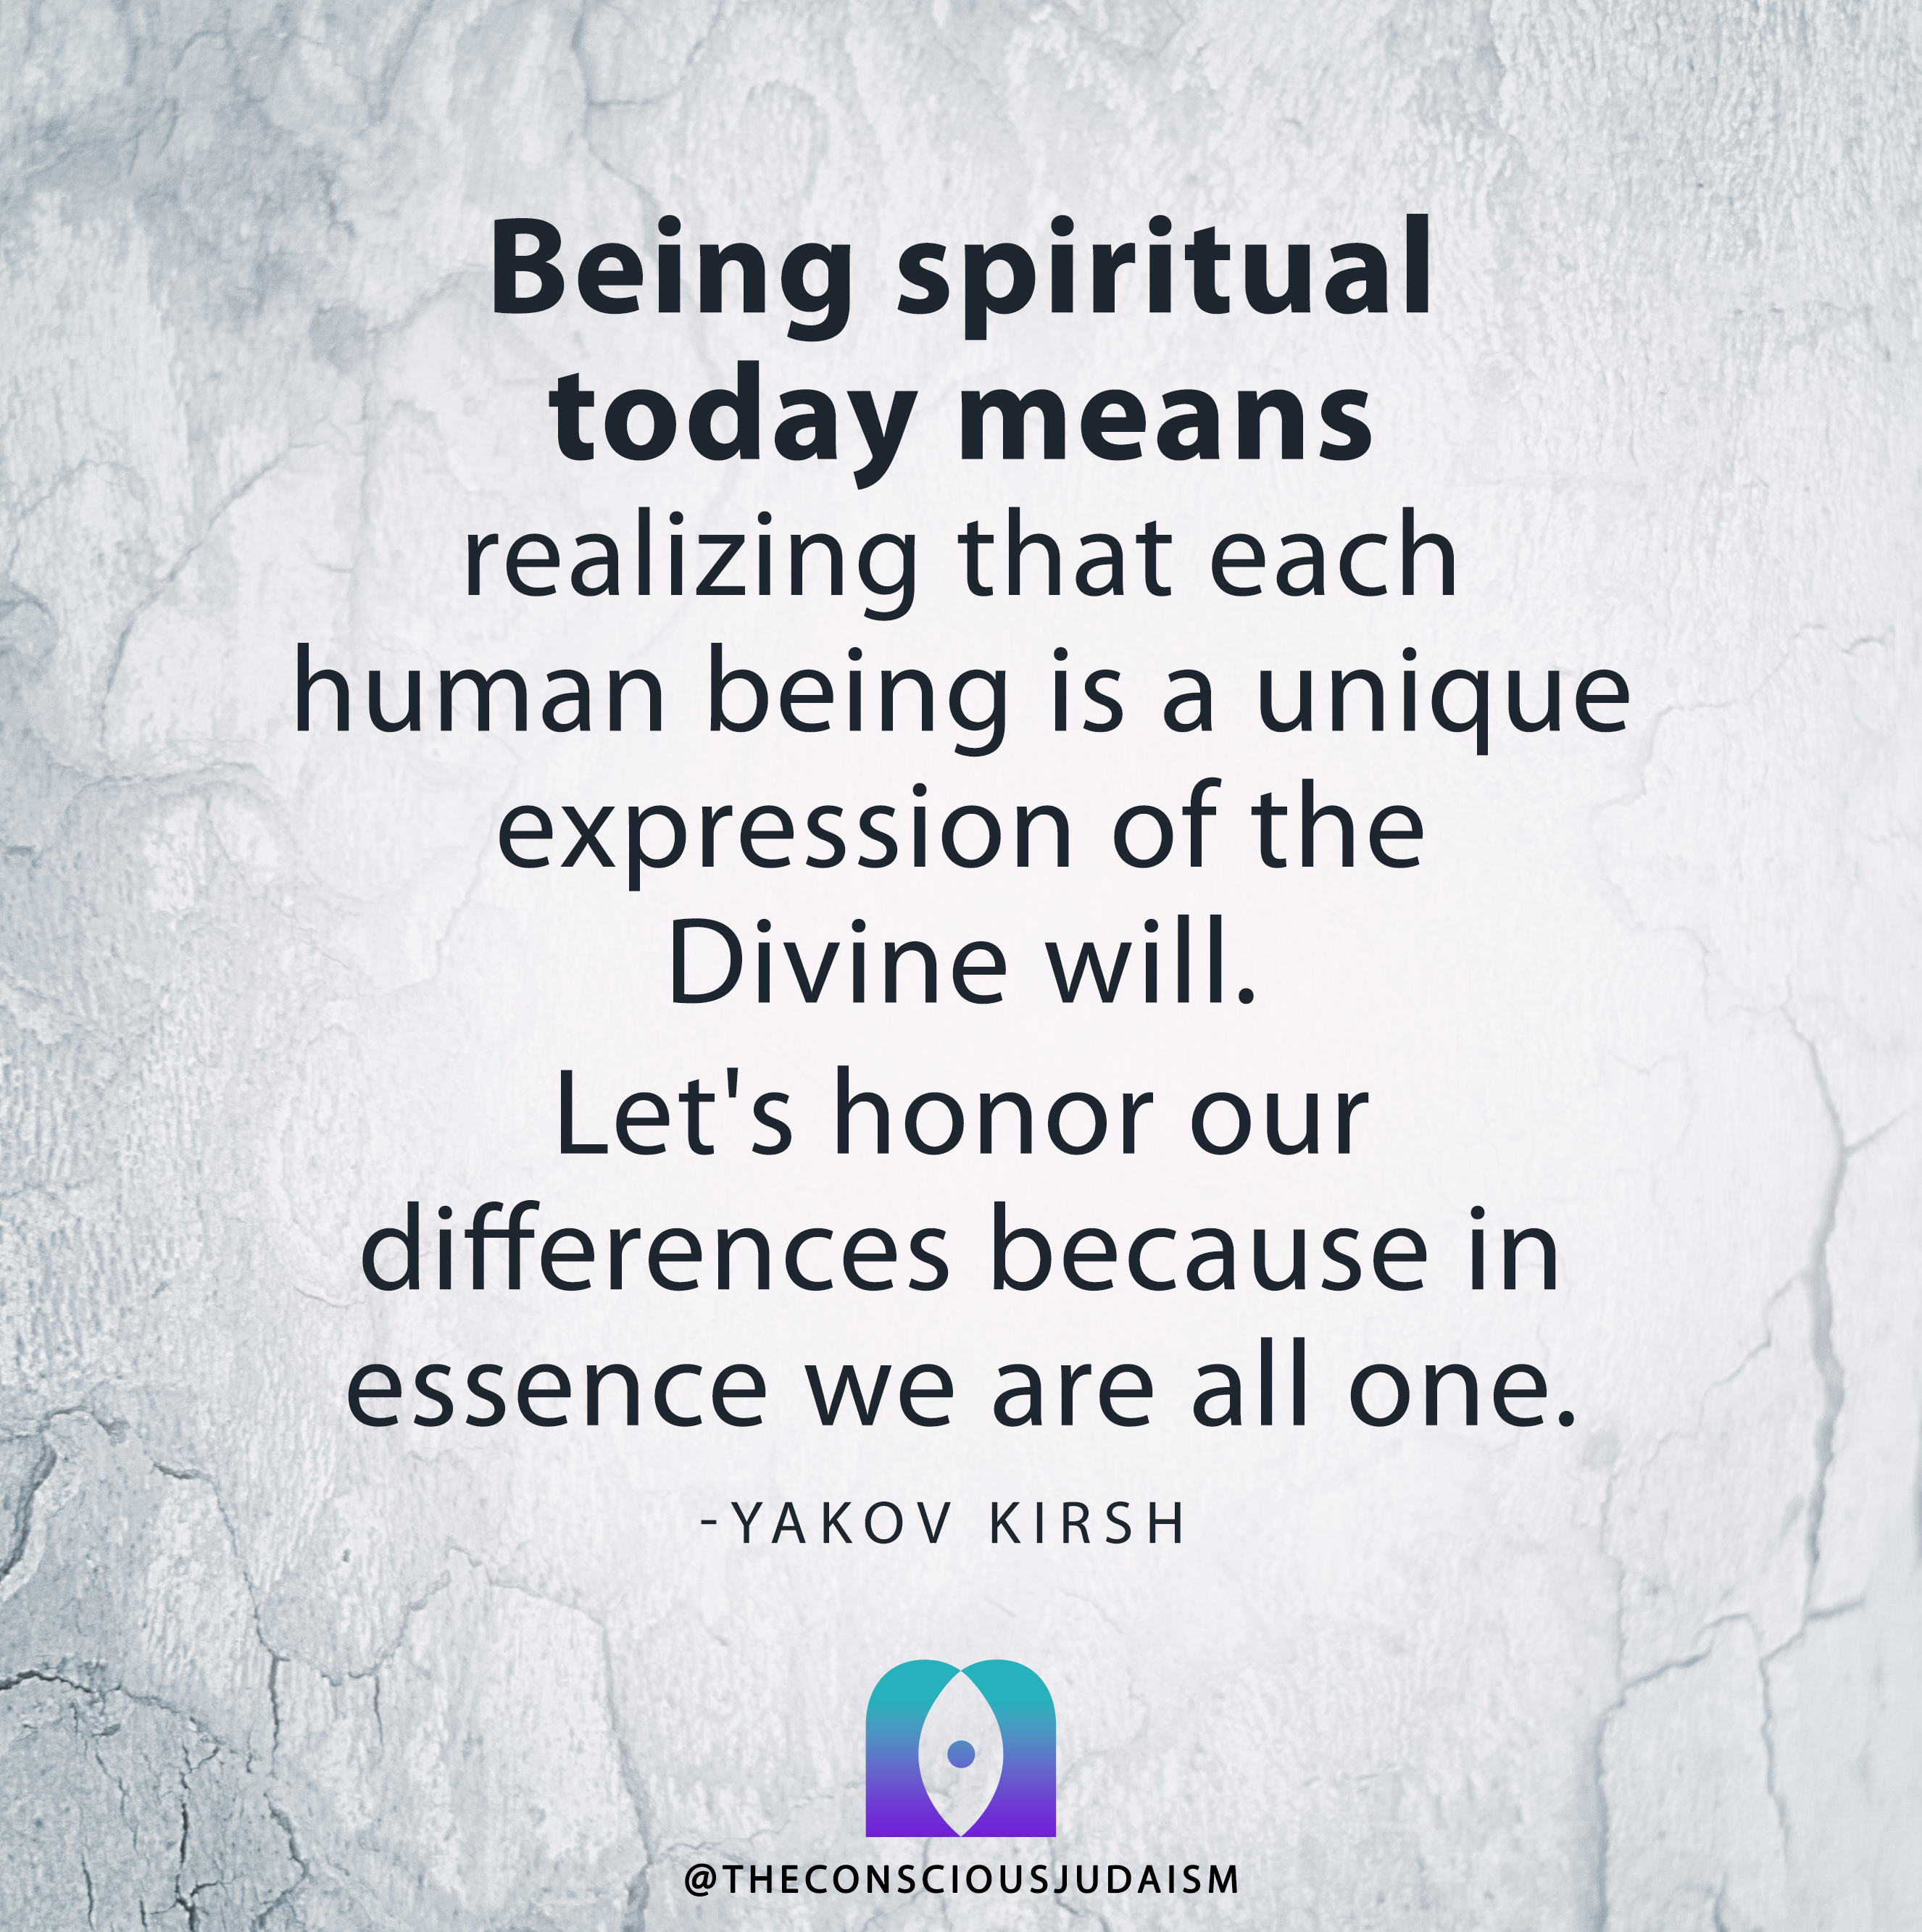 Being spiritual
today means
realizing that each
human being is a unique
expression of the
Divine will.
Let's honor our
differences because in
essence we are all one.
-YAKOV KIRSH
@THECONSCIOUSJUDAISM